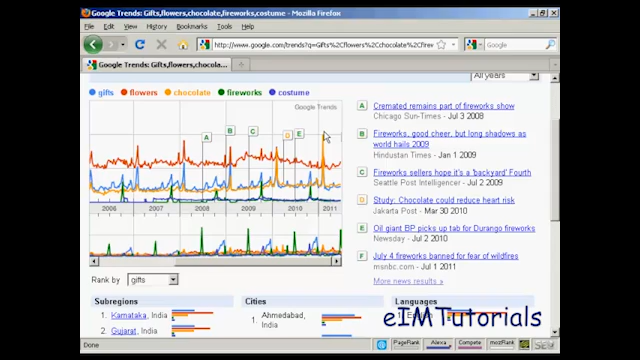 Google Trends: Gifts,flowers,chocolate,fireworks,costume - Mozilla Firefox
File Edit View History Bookmarks Tools Help
http://www.google.com/trends?q=Gifts%2Cflowers%2Cchocolate%2Cfirev
Google
Google Trends: Gifts,flowers,chocola...
All years
gifts flowers chocolate fireworks costume
Google Trends
A
B
C
D
E
2006 2007 2008 2009 2010 2011
Rank by gifts
A Cremated remains part of fireworks show
Chicago Sun-Times - Jul 3 2008
B Fireworks, good cheer, but long shadows as
world hails 2009
Hindustan Times - Jan 1 2009
C Fireworks sellers hope it's a 'backyard' Fourth
Seattle Post Intelligencer - Jul 2 2009
D Study: Chocolate could reduce heart risk
Jakarta Post - Mar 30 2010
E Oil giant BP picks up tab for Durango fireworks
Newsday - Jul 2 2010
F July 4 fireworks banned for fear of wildfires
msnbc.com - Jul 1 2011
More news results »
Subregions
1. Karnataka, India
2. Gujarat, India
Cities
1. Ahmedabad,
India
Languages
1. English
eIMTutorials
Done
PageRank
Alexa
Compete
mozRank